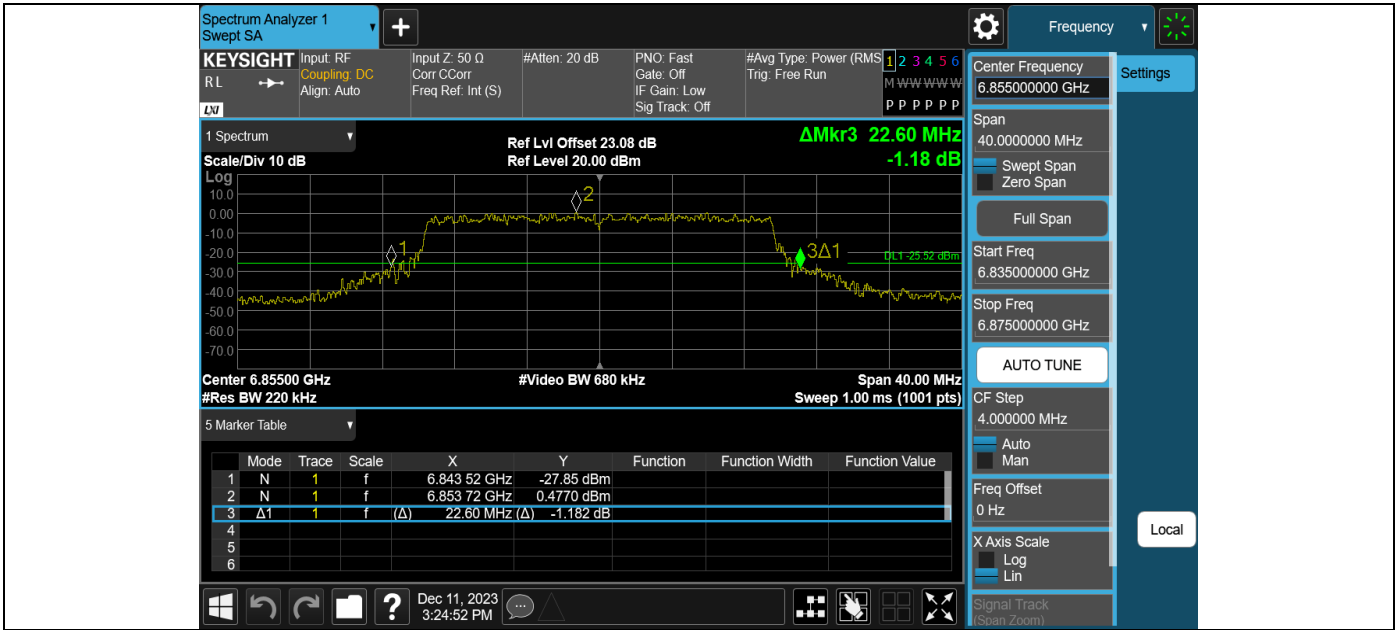 Spectrum Analyzer 1
Swept SA
+
Frequency
KEYSIGHT
RL
LXI
Input: RF
Coupling: DC
Align: Auto
Input Z: 50 Ω
Corr CCorr
Freq Ref: Int (S)
#Atten: 20 dB
PNO: Fast
Gate: Off
IF Gain: Low
Sig Track: Off
#Avg Type: Power (RMS
Trig: Free Run
1 2 3 4 5 6
M W W W W W
P P P P P P
1 Spectrum
Scale/Div 10 dB
Ref Lvl Offset 23.08 dB
Ref Level 20.00 dBm
ΔMkr3 22.60 MHz
-1.18 dB
Log
10.0
0.00
-10.0
-20.0
-30.0
-40.0
-50.0
-60.0
-70.0
1
2
3Δ1
DL1 -25.52 dBm
Center 6.85500 GHz
#Video BW 680 kHz
Span 40.00 MHz
#Res BW 220 kHz
Sweep 1.00 ms (1001 pts)
5 Marker Table
Mode Trace Scale X Y Function Function Width Function Value
1 N 1 f 6.843 52 GHz -27.85 dBm
2 N 1 f 6.853 72 GHz 0.4770 dBm
3 Δ1 1 f (Δ) 22.60 MHz (Δ) -1.182 dB
4
5
6
?
Dec 11, 2023
3:24:52 PM
Center Frequency
6.855000000 GHz
Settings
Span
40.0000000 MHz
Swept Span
Zero Span
Full Span
Start Freq
6.835000000 GHz
Stop Freq
6.875000000 GHz
AUTO TUNE
CF Step
4.000000 MHz
Auto
Man
Freq Offset
0 Hz
X Axis Scale
Log
Lin
Signal Track
(Span Zoom)
Local